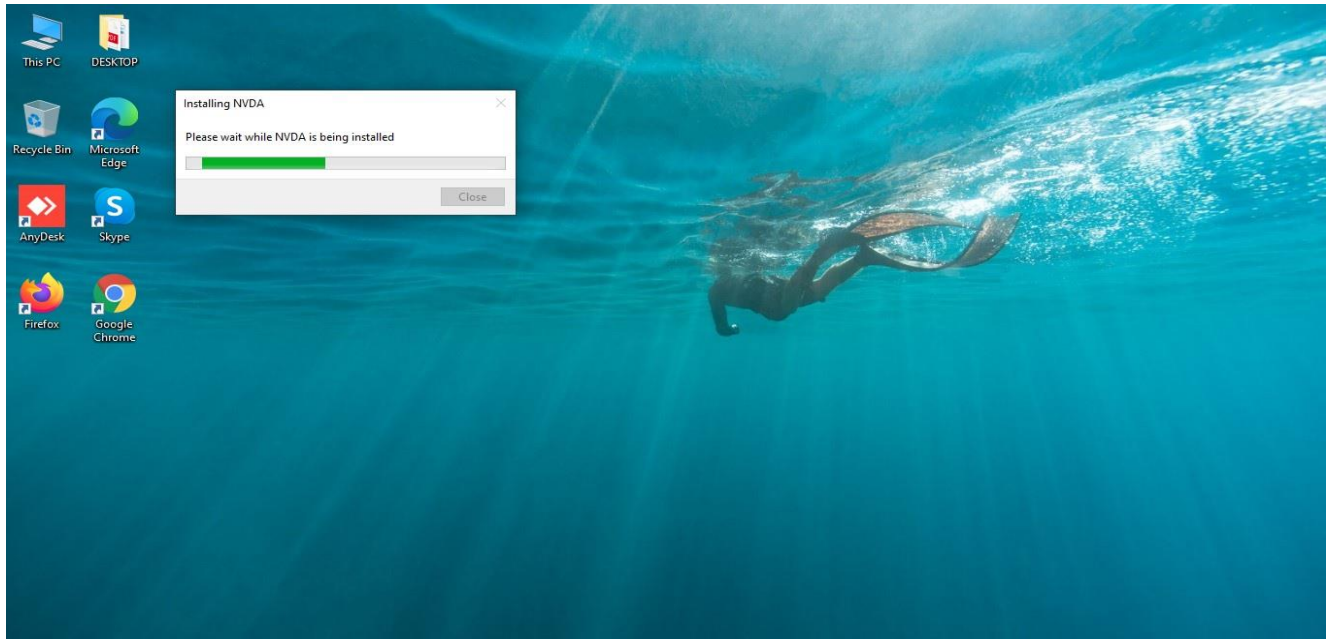 This PC
DESKTOP
Recycle Bin
Microsoft
Edge
AnyDesk
Skype
Firefox
Google
Chrome
Installing NVDA
Please wait while NVDA is being installed
Close